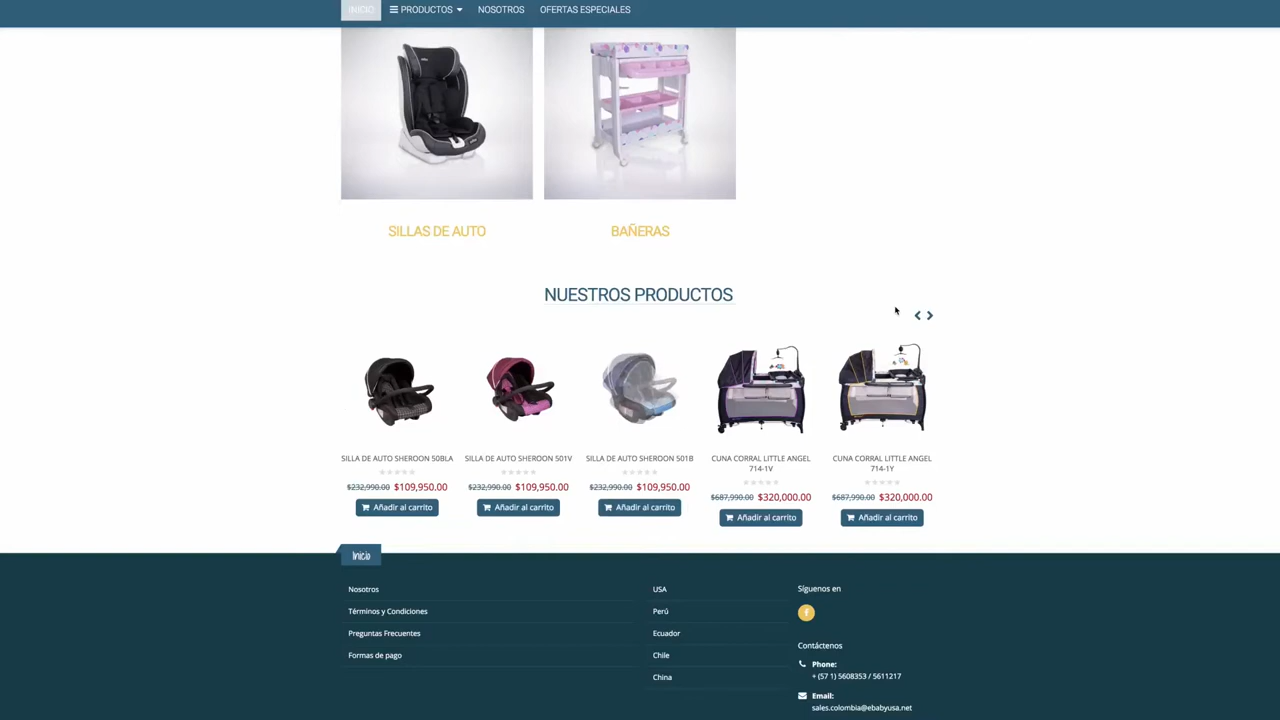 INICIO
PRODUCTOS
NOSOTROS
OFERTAS ESPECIALES
SILLAS DE AUTO
BAÑERAS
NUESTROS PRODUCTOS
SILLA DE AUTO SHEROON 50BLA
$232,990.00 $109,950.00
Añadir al carrito
SILLA DE AUTO SHEROON 501V
$232,990.00 $109,950.00
Añadir al carrito
SILLA DE AUTO SHEROON 501B
$232,990.00 $109,950.00
Añadir al carrito
CUNA CORRAL LITTLE ANGEL
714-1V
$687,990.00 $320,000.00
Añadir al carrito
CUNA CORRAL LITTLE ANGEL
714-1Y
$687,990.00 $320,000.00
Añadir al carrito
Inicio
Nosotros
Términos y Condiciones
Preguntas Frecuentes
Formas de pago
USA
Perú
Ecuador
Chile
China
Síguenos en
Contáctenos
Phone:
+ (57 1) 5608353 / 5611217
Email:
sales.colombia@ebabyusa.net